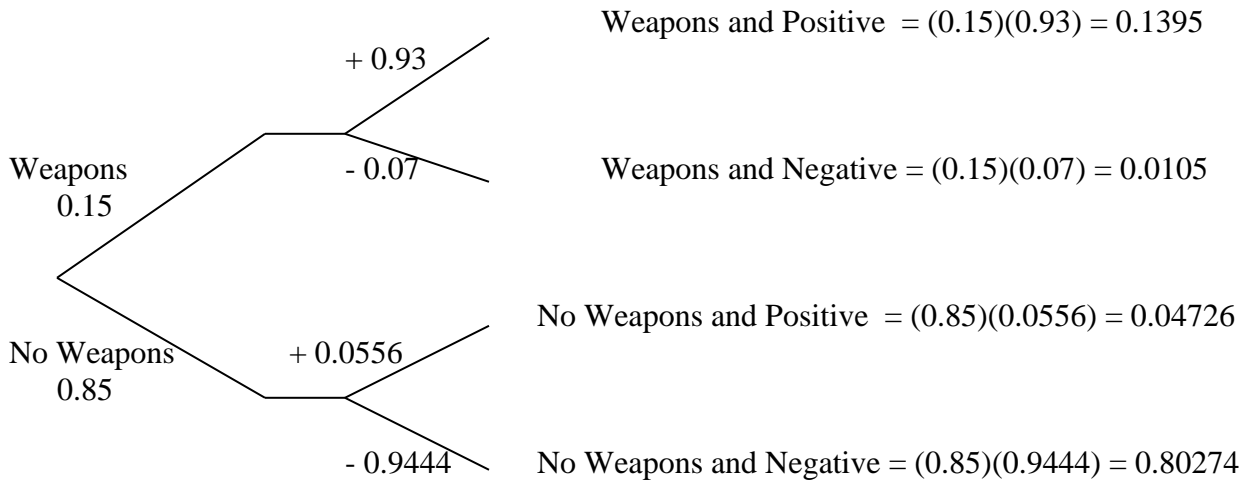 Weapons and Positive = (0.15)(0.93) = 0.1395
+ 0.93
Weapons
- 0.07
Weapons and Negative = (0.15)(0.07) = 0.0105
0.15
No Weapons and Positive = (0.85)(0.0556) = 0.04726
No Weapons
+ 0.0556
0.85
- 0.9444
No Weapons and Negative = (0.85)(0.9444) = 0.80274